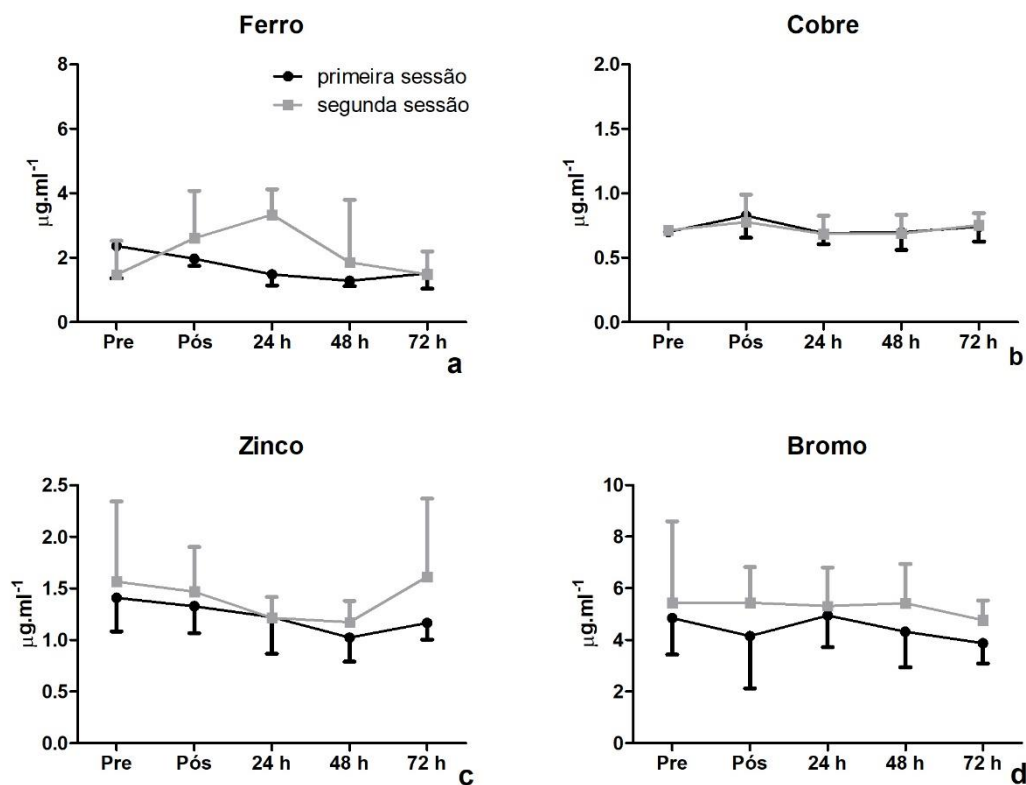 Ferro
8
6
4
2
0
µg.ml⁻¹
primeira sessão
segunda sessão
Pre Pós 24 h 48 h 72 h
a
Cobre
2.0
1.5
1.0
0.5
0.0
µg.ml⁻¹
Pre Pós 24 h 48 h 72 h
b
Zinco
2.5
2.0
1.5
1.0
0.5
0.0
µg.ml⁻¹
Pre Pós 24 h 48 h 72 h
c
Bromo
10
8
6
4
2
0
µg.ml⁻¹
Pre Pós 24 h 48 h 72 h
d